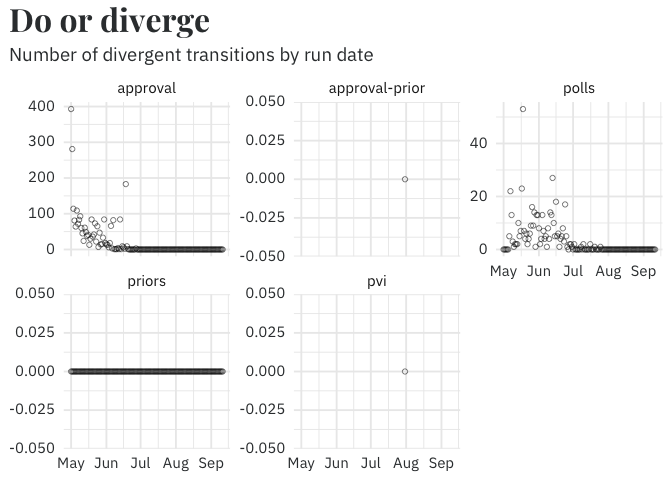 Do or diverge
Number of divergent transitions by run date
approval
approval-prior
polls
400
300
200
100
0
0.050
0.025
0.000
-0.025
-0.050
40
20
0
May Jun Jul Aug Sep
priors
pvi
0.050
0.025
0.000
-0.025
-0.050
May Jun Jul Aug Sep
0.050
0.025
0.000
-0.025
-0.050
May Jun Jul Aug Sep